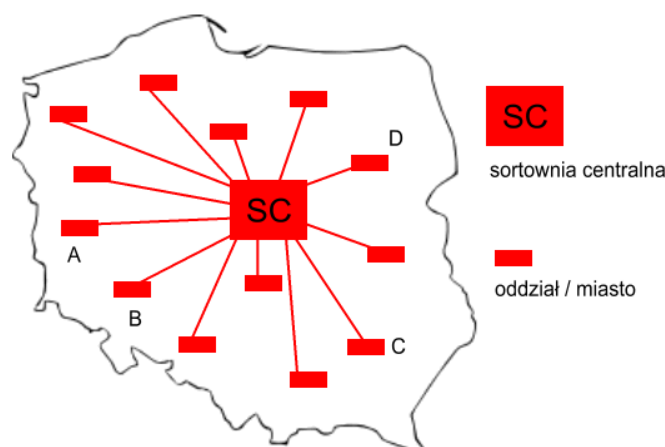 D
SC
sortownia centralna
SC
A
oddział / miasto
B
C